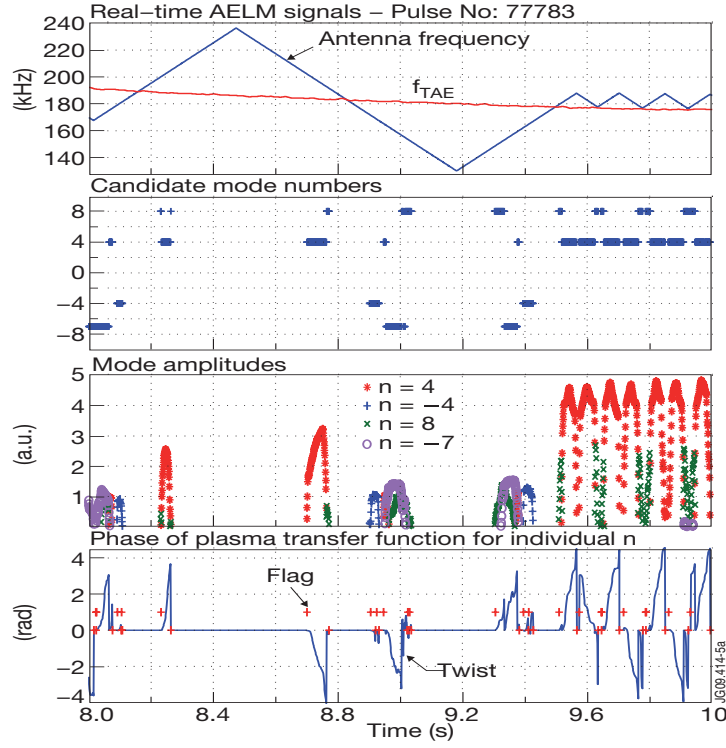 Real-time AELM signals - Pulse No: 77783
240
220
200
180
160
140
(kHz)
Antenna frequency
fTAE
Candidate mode numbers
8
4
0
-4
-8
Mode amplitudes
5
4
3
2
1
(a.u.)
n = 4
n = -4
n = 8
n = -7
Phase of plasma transfer function for individual n
4
2
0
-2
-4
(rad)
Flag
Twist
8.0
8.4
8.8
9.2
9.6
10
Time (s)
JG09.414-5a